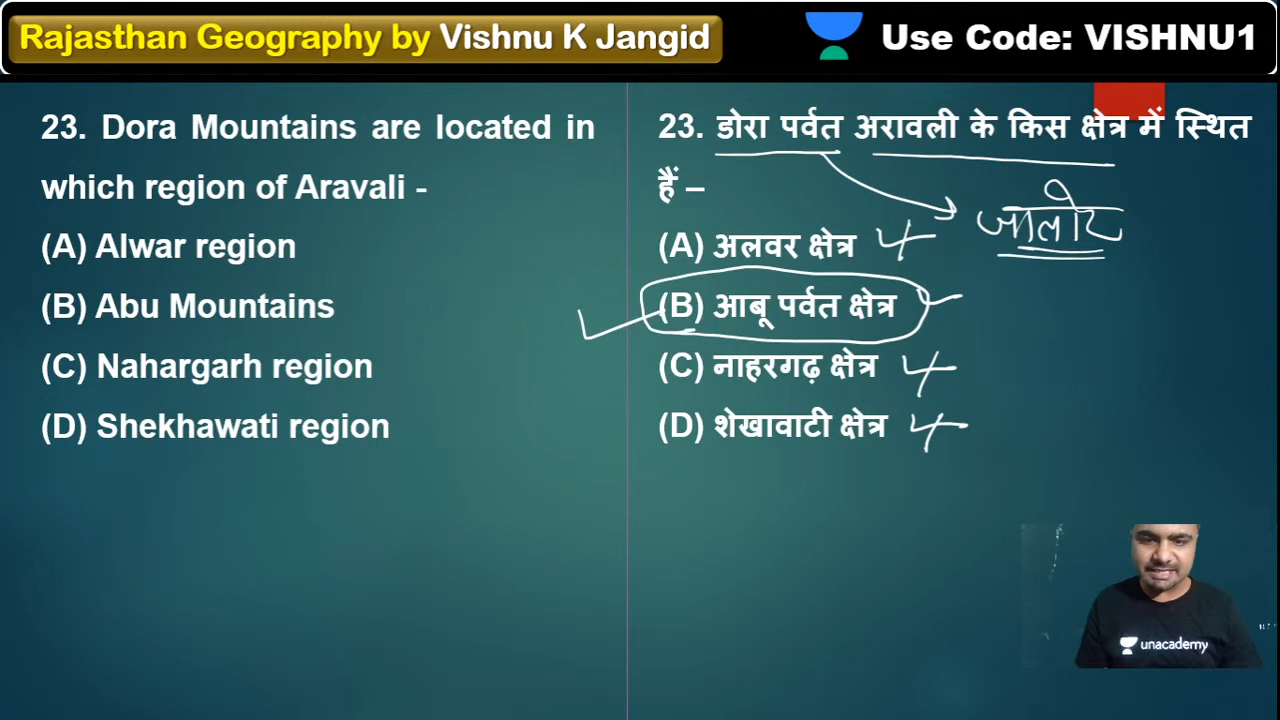 Rajasthan Geography by Vishnu K Jangid
Use Code: VISHNU1
23. Dora Mountains are located in
which region of Aravali -
(A) Alwar region
(B) Abu Mountains
(C) Nahargarh region
(D) Shekhawati region
23. डोरा पर्वत अरावली के किस क्षेत्र में स्थित
हैं –
जालोर
(A) अलवर क्षेत्र
(B) आबू पर्वत क्षेत्र
(C) नाहरगढ़ क्षेत्र
(D) शेखावाटी क्षेत्र
unacademy